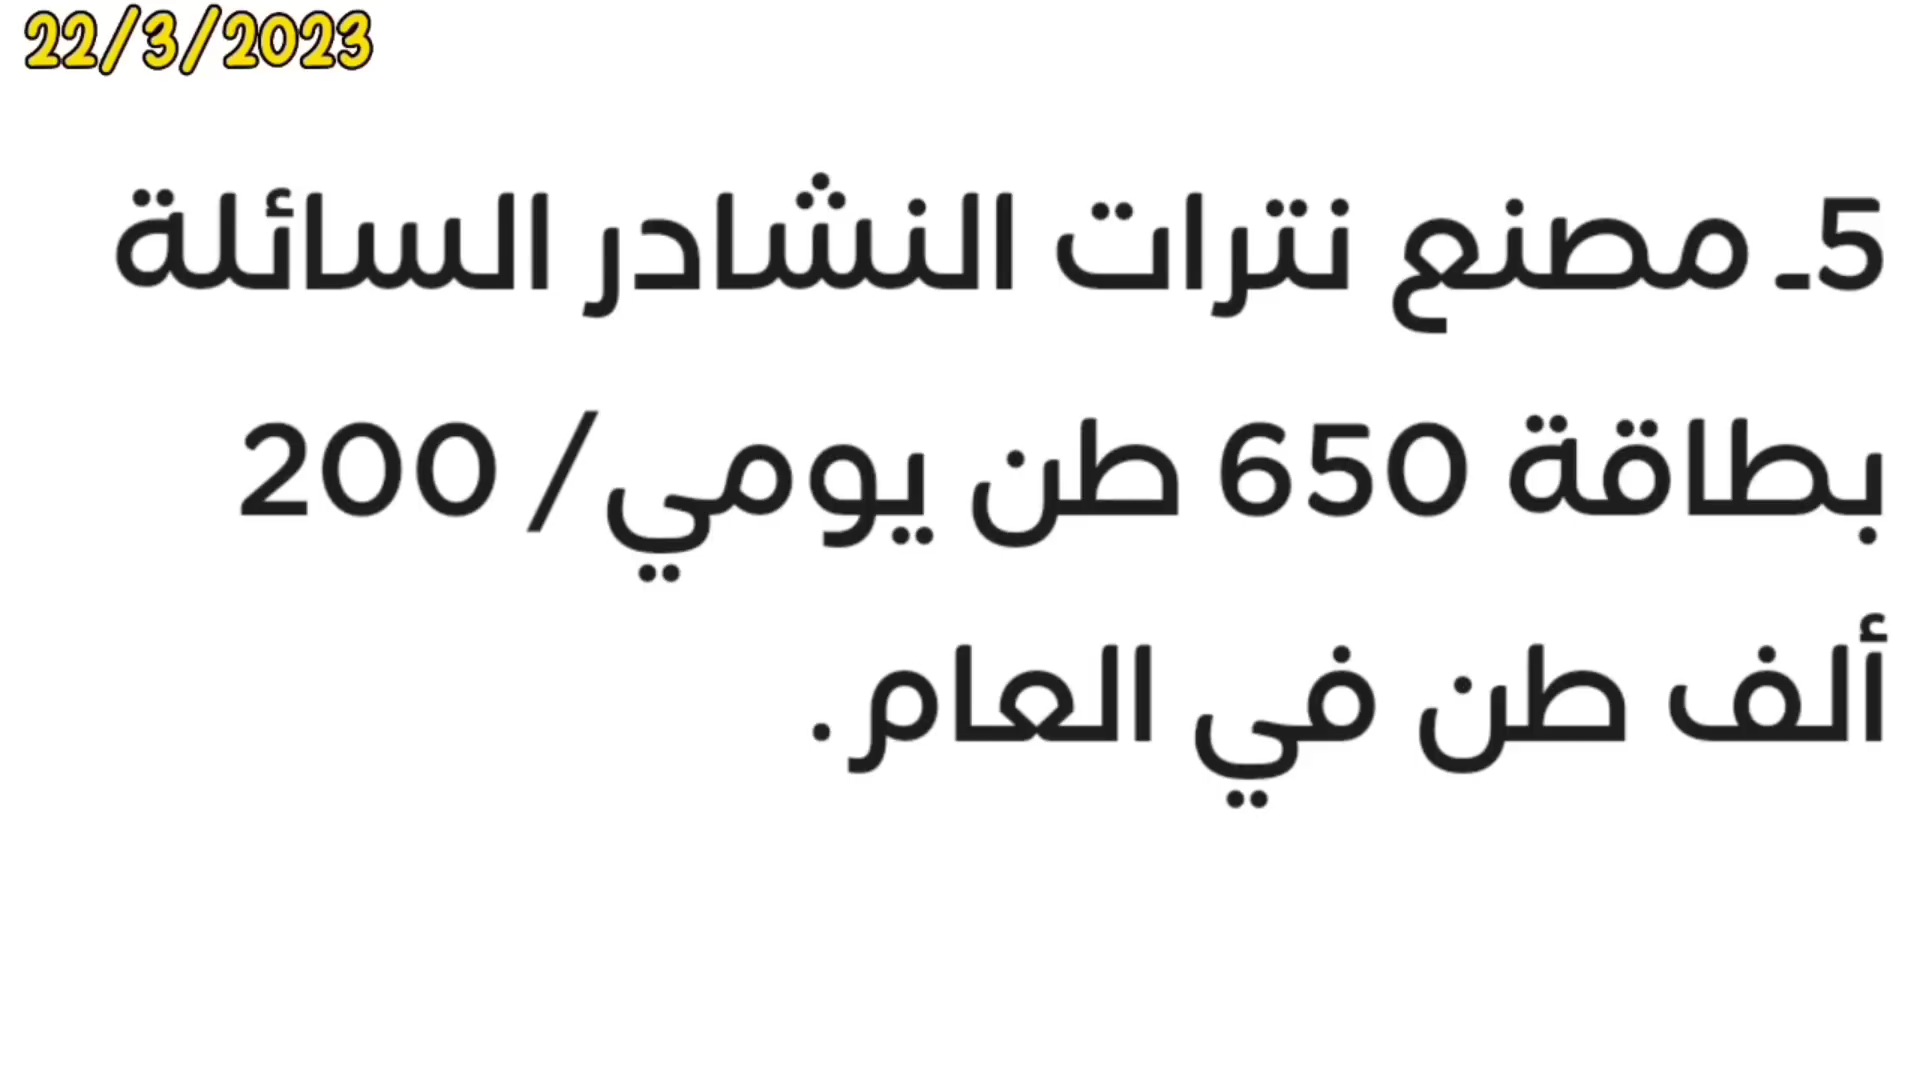 22/3/2023
5ـ مصنع نترات النشادر السائلة
بطاقة 650 طن يومي/ 200
ألف طن في العام.